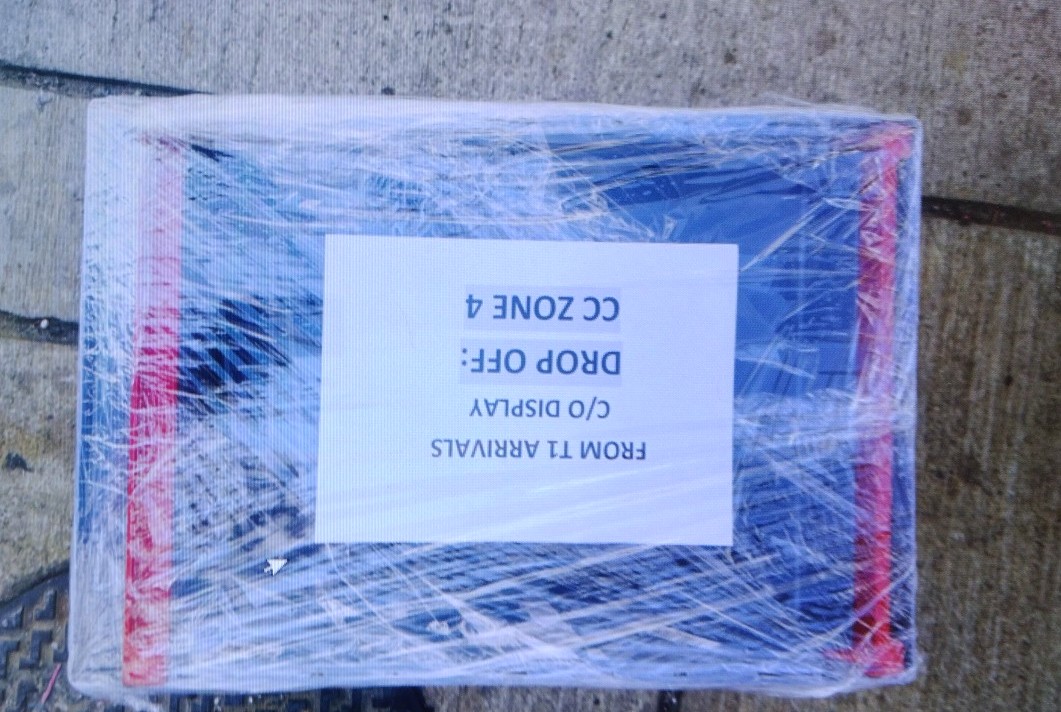 FROM T1 ARRIVALS
C/O DISPLAY
DROP OFF:
CC ZONE 4